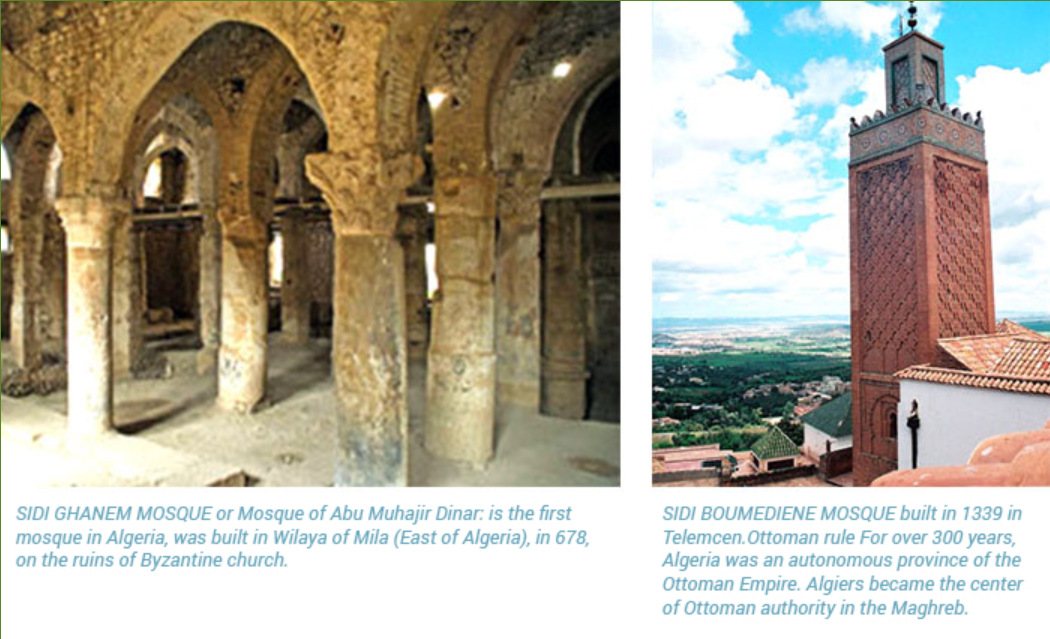 SIDI GHANEM MOSQUE or Mosque of Abu Muhajir Dinar: is the first
mosque in Algeria, was built in Wilaya of Mila (East of Algeria), in 678,
on the ruins of Byzantine church.
SIDI BOUMEDIENE MOSQUE built in 1339 in
Telemcen.Ottoman rule For over 300 years,
Algeria was an autonomous province of the
Ottoman Empire. Algiers became the center
of Ottoman authority in the Maghreb.